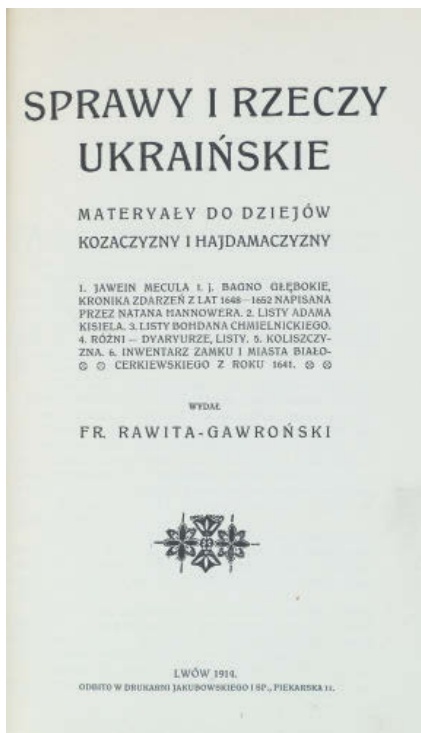 SPRAWY I RZECZY
UKRAIŃSKIE
MATERYAŁY DO DZIEJÓW
KOZACZYZNY I HAJDAMACZYZNY
1. JAWEIN MECULA t. j. BAGNO GŁĘBOKIE,
KRONIKA ZDARZEŃ Z LAT 1648—1652 NAPISANA
PRZEZ NATANA HANNOWERA. 2. LISTY ADAMA
KISIELA. 3. LISTY BOHDANA CHMIELNICKIEGO.
4. RÓŻNI — DYARYURZE, LISTY. 5. KOLISZCZY-
ZNA. 6. INWENTARZ ZAMKU I MIASTA BIAŁO-
CERKIEWSKIEGO Z ROKU 1641.
WYDAŁ
FR. RAWITA-GAWROŃSKI
LWÓW 1914.
ODBITO W DRUKARNI JAKUBOWSKIEGO I SP., PIEKARSKA 11.